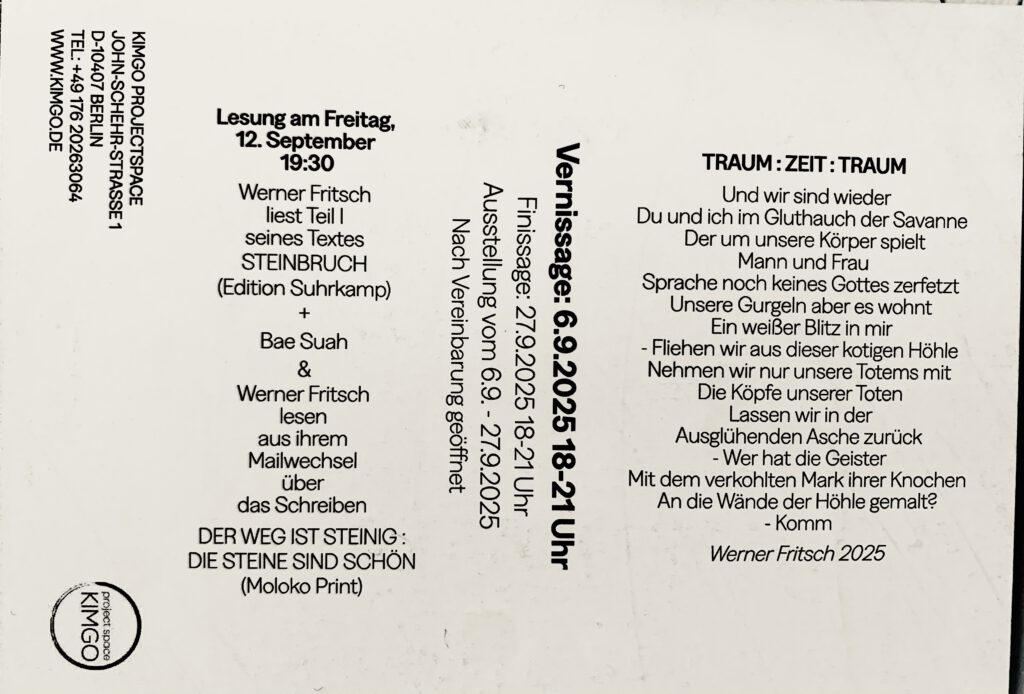 KIMGO PROJECTSPACE
JOHN-SCHEHR-STRASSE 1
D-10407 BERLIN
TEL: +49 176 20263064
WWW.KIMGO.DE
Lesung am Freitag,
12. September
19:30
Werner Fritsch
liest Teil I
seines Textes
STEINBRUCH
(Edition Suhrkamp)
+
Bae Suah
&
Werner Fritsch
lesen
aus ihrem
Mailwechsel
über
das Schreiben
DER WEG IST STEINIG :
DIE STEINE SIND SCHÖN
(Moloko Print)
Vernissage: 6.9.2025 18-21 Uhr
Finissage: 27.9.2025 18-21 Uhr
Ausstellung vom 6.9. - 27.9.2025
Nach Vereinbarung geöffnet
TRAUM : ZEIT : TRAUM
Und wir sind wieder
Du und ich im Gluthauch der Savanne
Der um unsere Körper spielt
Mann und Frau
Sprache noch keines Gottes zerfetzt
Unsere Gurgeln aber es wohnt
Ein weißer Blitz in mir
- Fliehen wir aus dieser kotigen Höhle
Nehmen wir nur unsere Totems mit
Die Köpfe unserer Toten
Lassen wir in der
Ausglühenden Asche zurück
- Wer hat die Geister
Mit dem verkohlten Mark ihrer Knochen
An die Wände der Höhle gemalt?
- Komm
Werner Fritsch 2025
project space
KIMGO